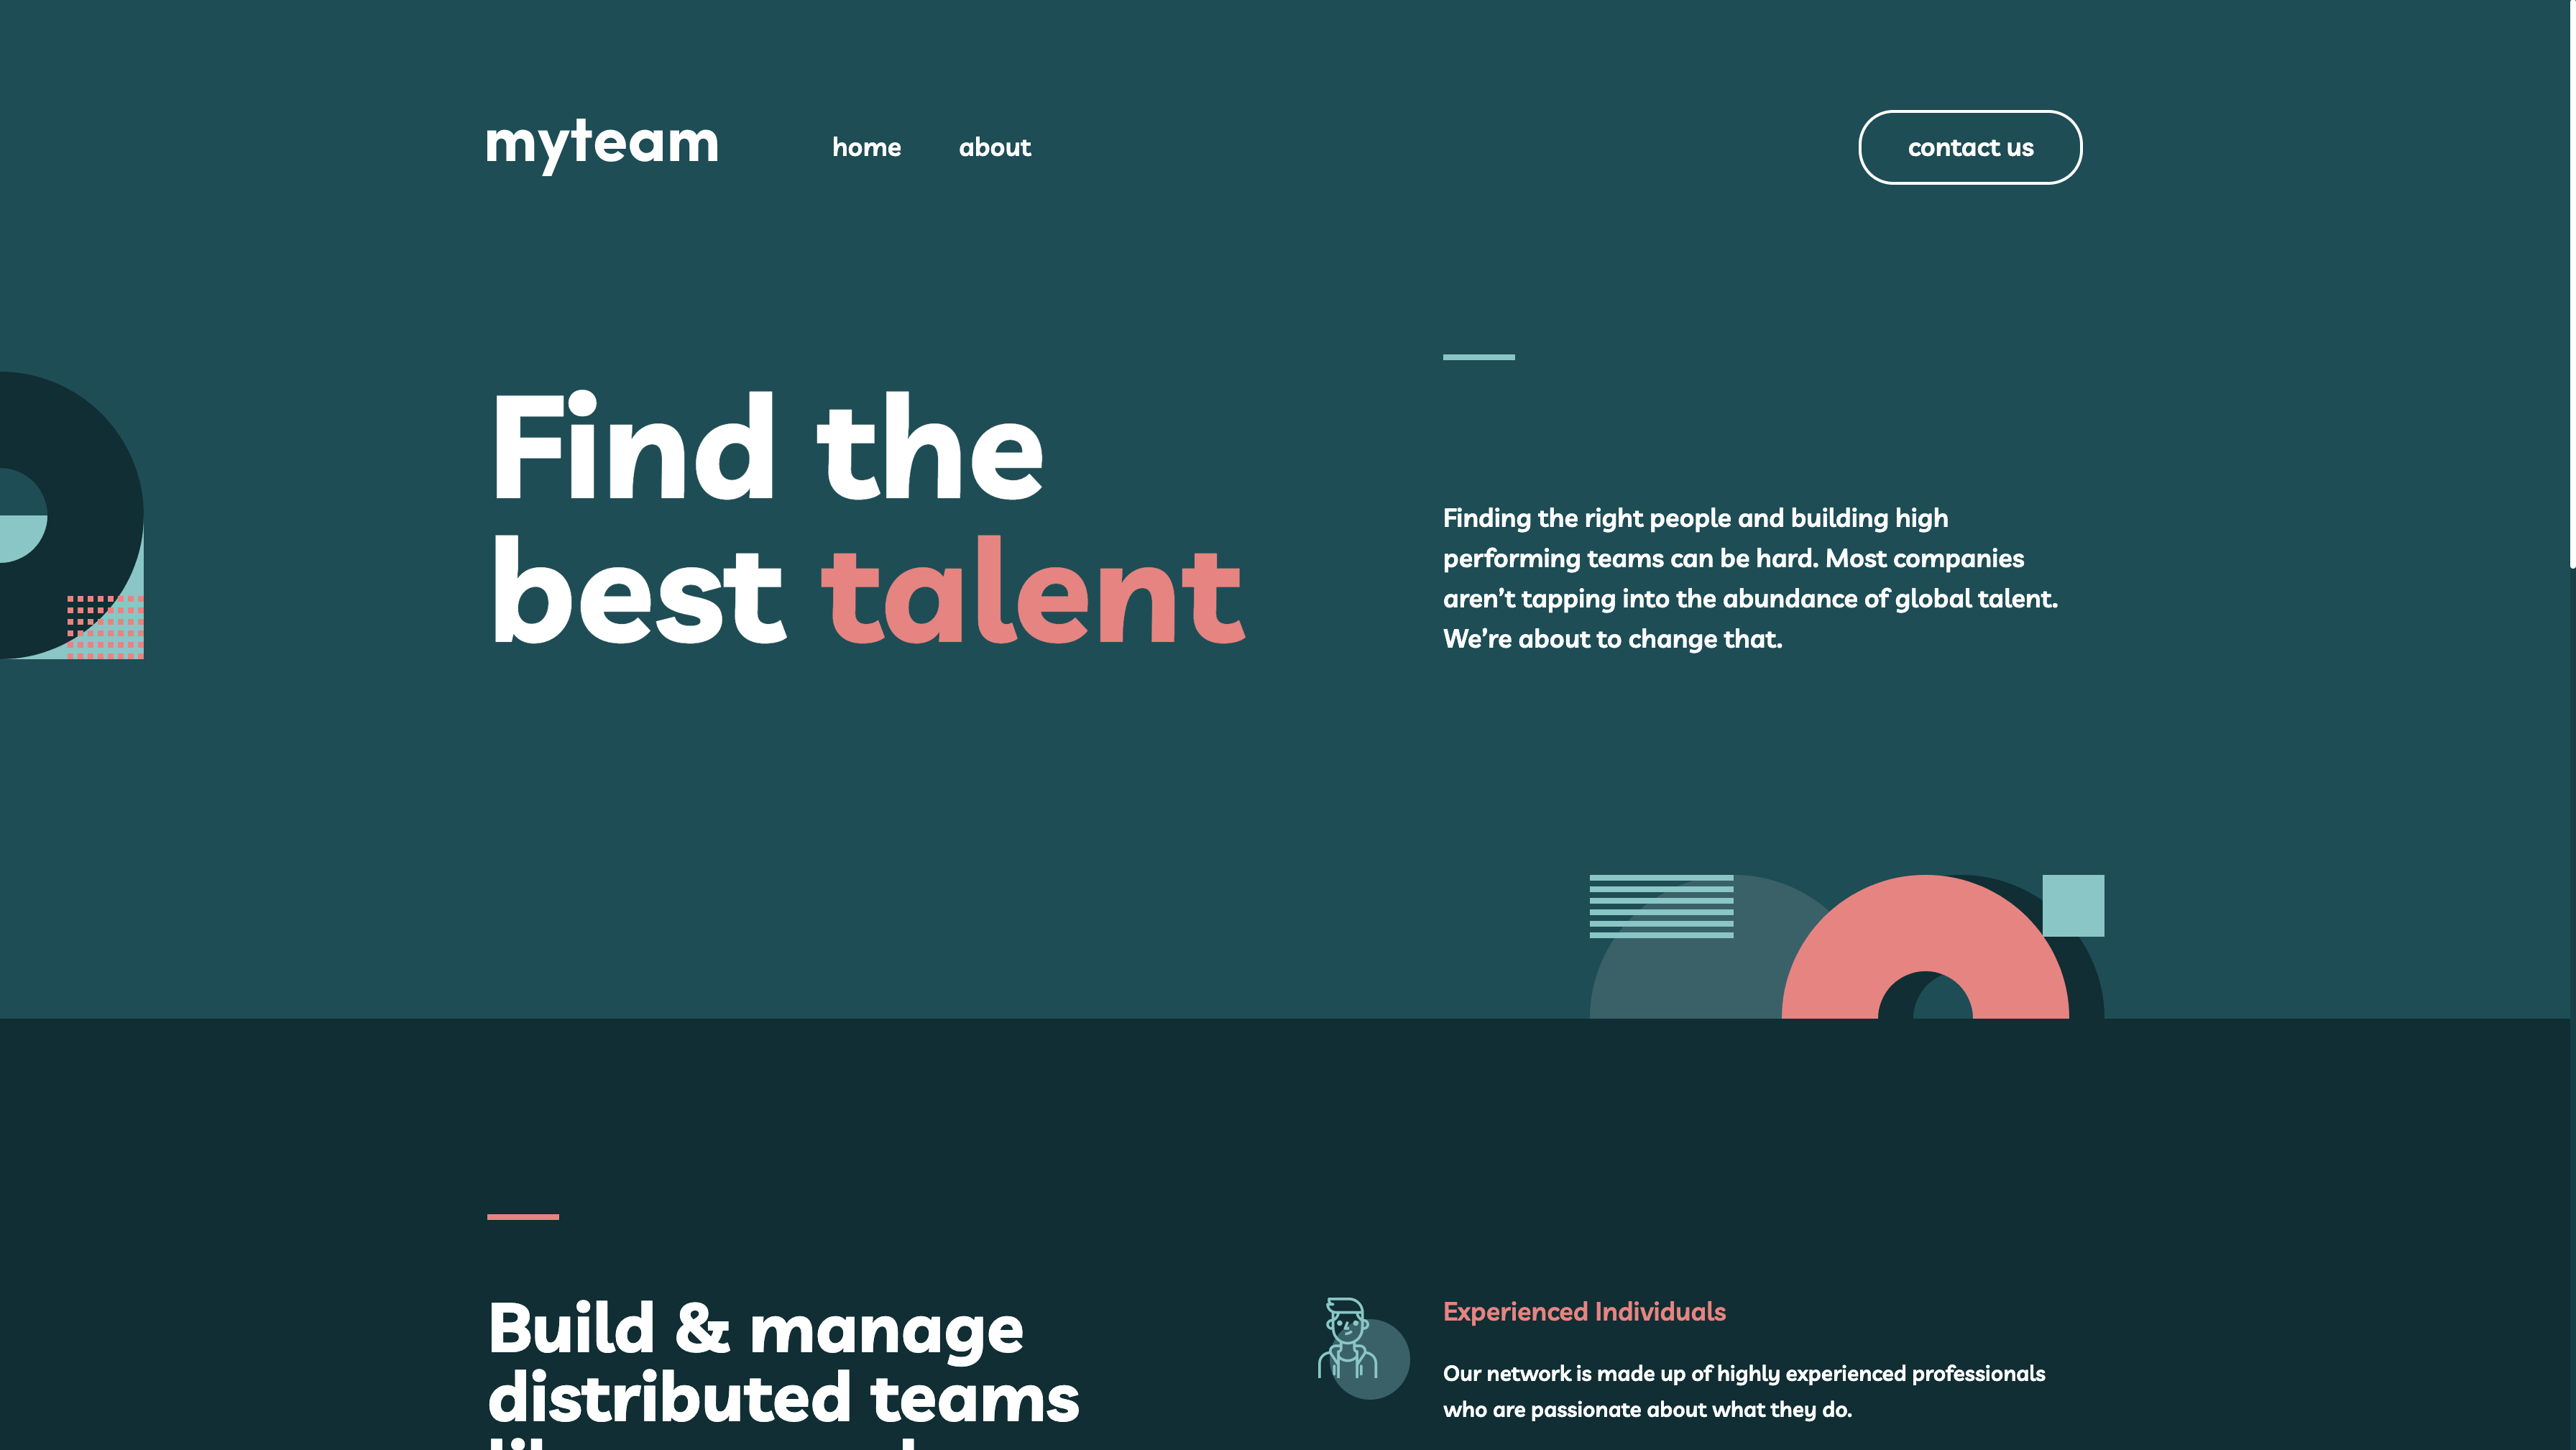 myteam
home
about
contact us
Find the
best talent
Finding the right people and building high
performing teams can be hard. Most companies
aren’t tapping into the abundance of global talent.
We’re about to change that.
Build & manage
distributed teams
Experienced Individuals
Our network is made up of highly experienced professionals
who are passionate about what they do.